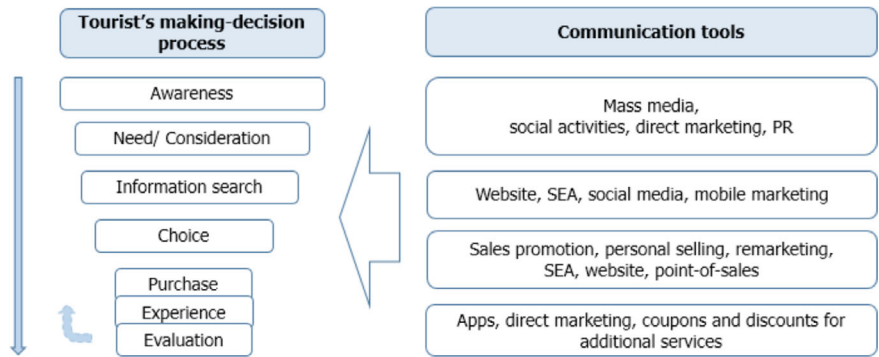 Tourist's making-decision
process
Awareness
Need/ Consideration
Information search
Choice
Purchase
Experience
Evaluation
Communication tools
Mass media,
social activities, direct marketing, PR
Website, SEA, social media, mobile marketing
Sales promotion, personal selling, remarketing,
SEA, website, point-of-sales
Apps, direct marketing, coupons and discounts for
additional services